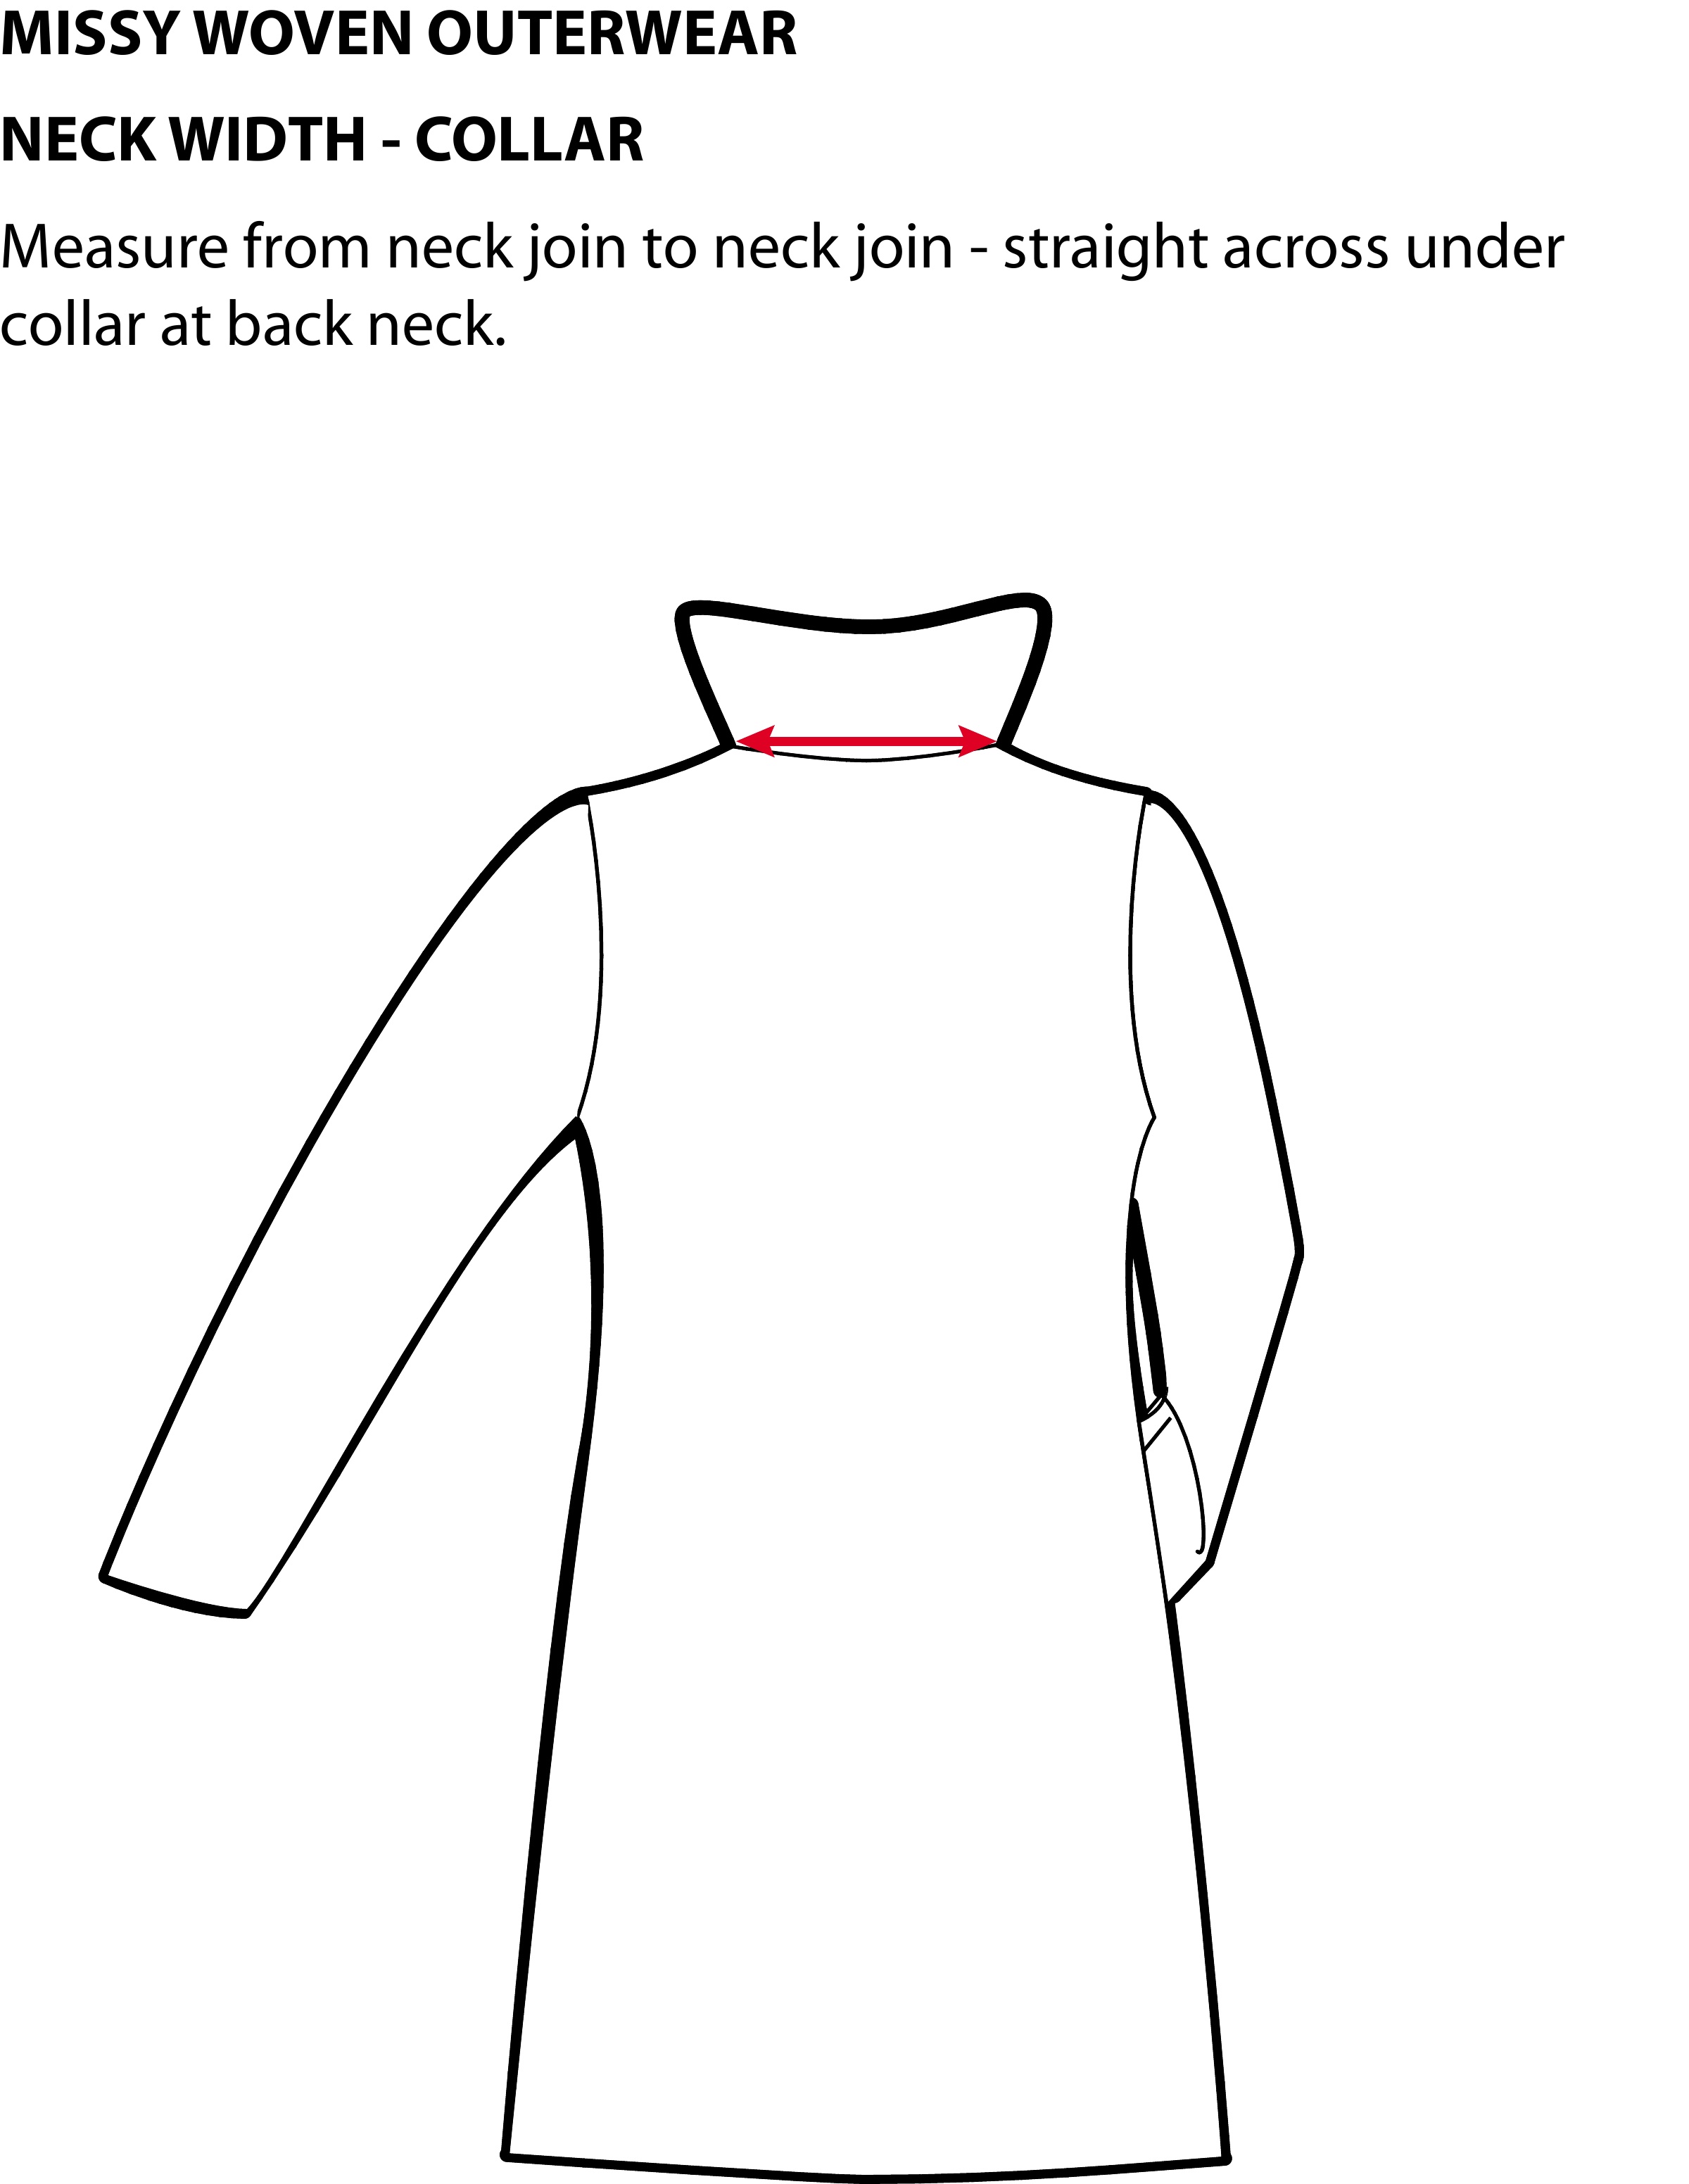 MISSY WOVEN OUTERWEAR
NECK WIDTH - COLLAR
Measure from neck join to neck join - straight across under
collar at back neck.